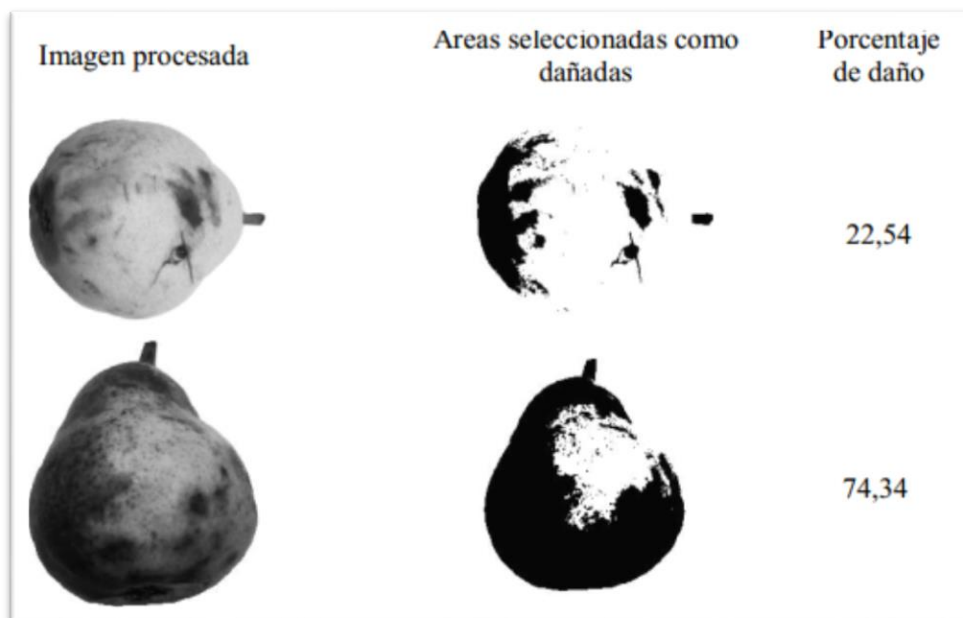 Imagen procesada
Areas seleccionadas como
dañadas
Porcentaje
de daño
22,54
74,34